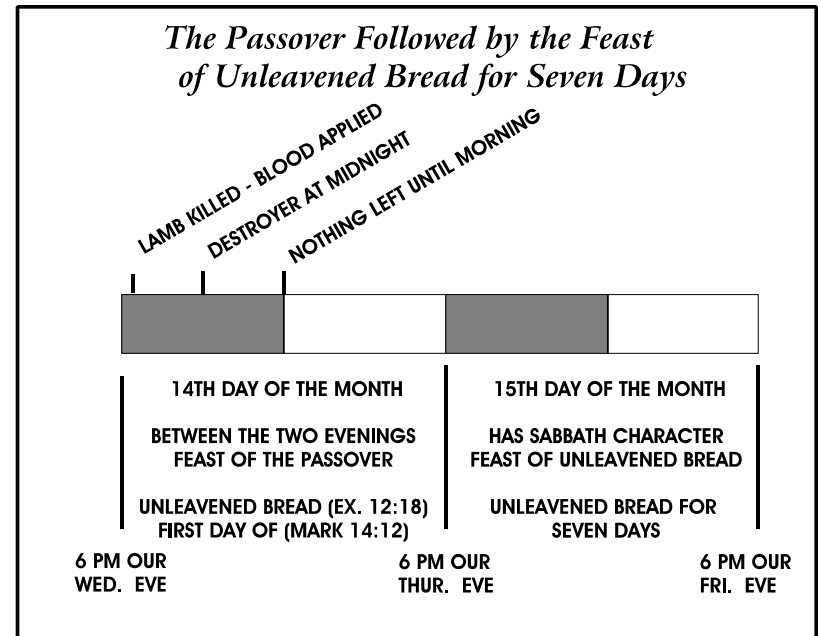 The Passover Followed by the Feast
of Unleavened Bread for Seven Days
LAMB KILLED - BLOOD APPLIED
DESTROYER AT MIDNIGHT
NOTHING LEFT UNTIL MORNING
14TH DAY OF THE MONTH
BETWEEN THE TWO EVENINGS
FEAST OF THE PASSOVER
UNLEAVENED BREAD (EX. 12:18)
FIRST DAY OF (MARK 14:12)
15TH DAY OF THE MONTH
HAS SABBATH CHARACTER
FEAST OF UNLEAVENED BREAD
UNLEAVENED BREAD FOR
SEVEN DAYS
6 PM OUR
WED. EVE
6 PM OUR
THUR. EVE
6 PM OUR
FRI. EVE